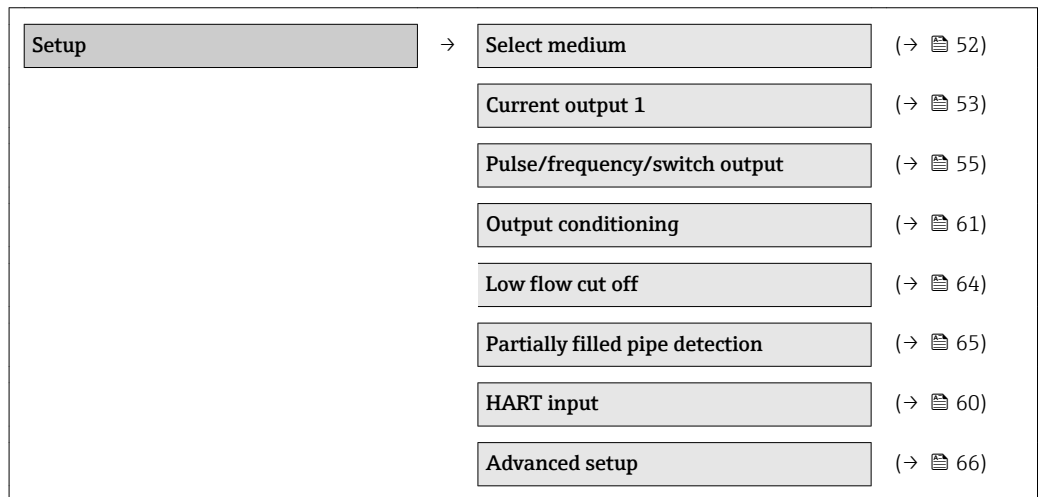 Setup → Select medium (→ 🖹 52)
Current output 1 (→ 🖹 53)
Pulse/frequency/switch output (→ 🖹 55)
Output conditioning (→ 🖹 61)
Low flow cut off (→ 🖹 64)
Partially filled pipe detection (→ 🖹 65)
HART input (→ 🖹 60)
Advanced setup (→ 🖹 66)